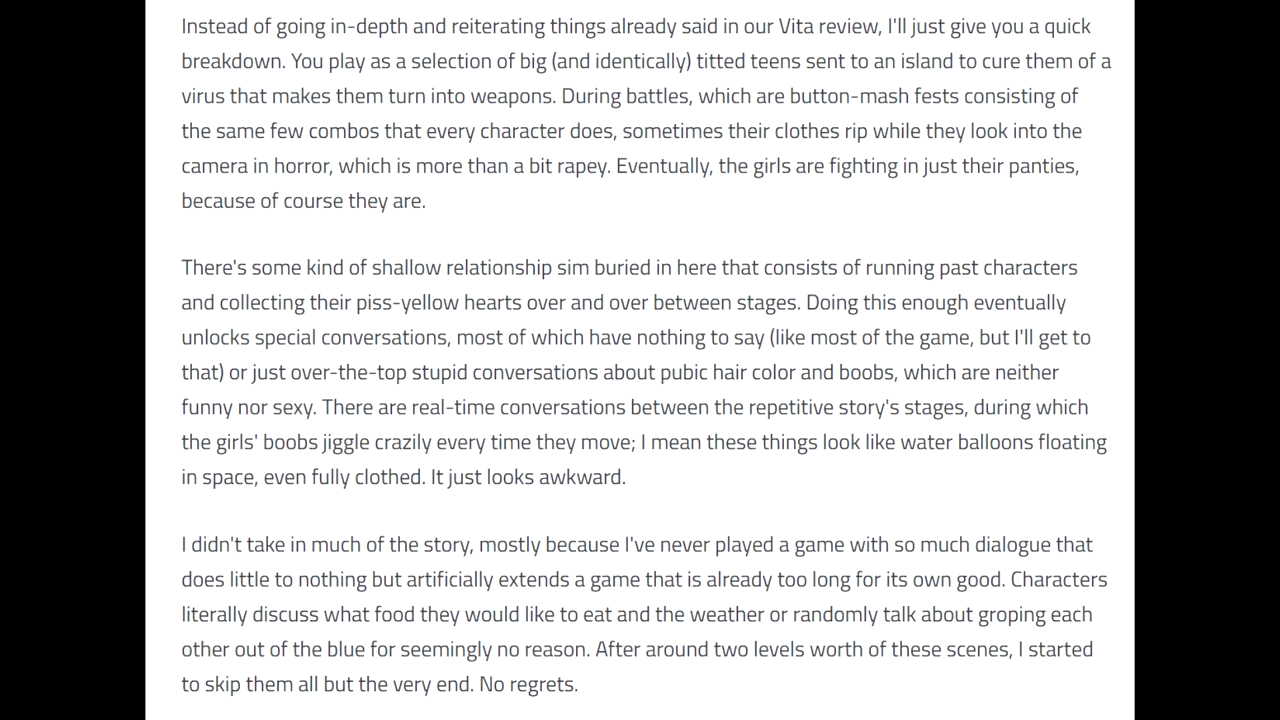 Instead of going in-depth and reiterating things already said in our Vita review, I'll just give you a quick
breakdown. You play as a selection of big (and identically) titted teens sent to an island to cure them of a
virus that makes them turn into weapons. During battles, which are button-mash fests consisting of
the same few combos that every character does, sometimes their clothes rip while they look into the
camera in horror, which is more than a bit rapey. Eventually, the girls are fighting in just their panties,
because of course they are.
There's some kind of shallow relationship sim buried in here that consists of running past characters
and collecting their piss-yellow hearts over and over between stages. Doing this enough eventually
unlocks special conversations, most of which have nothing to say (like most of the game, but I'll get to
that) or just over-the-top stupid conversations about pubic hair color and boobs, which are neither
funny nor sexy. There are real-time conversations between the repetitive story's stages, during which
the girls' boobs jiggle crazily every time they move; I mean these things look like water balloons floating
in space, even fully clothed. It just looks awkward.
I didn't take in much of the story, mostly because I've never played a game with so much dialogue that
does little to nothing but artificially extends a game that is already too long for its own good. Characters
literally discuss what food they would like to eat and the weather or randomly talk about groping each
other out of the blue for seemingly no reason. After around two levels worth of these scenes, I started
to skip them all but the very end. No regrets.